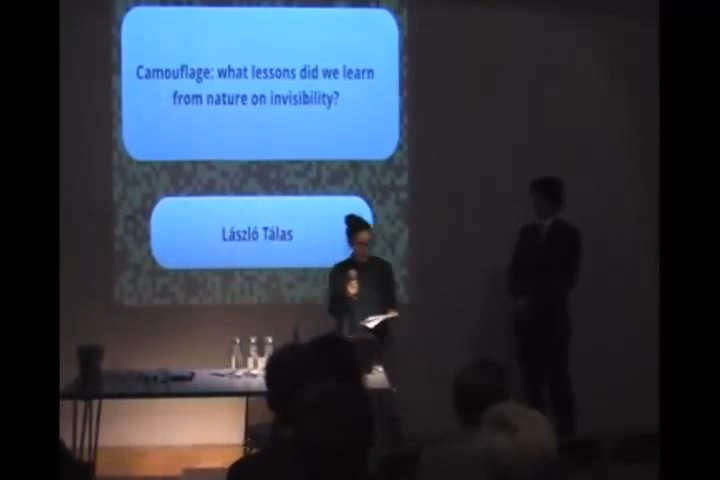 Camouflage: what lessons did we learn
from nature on invisibility?
László Tálas